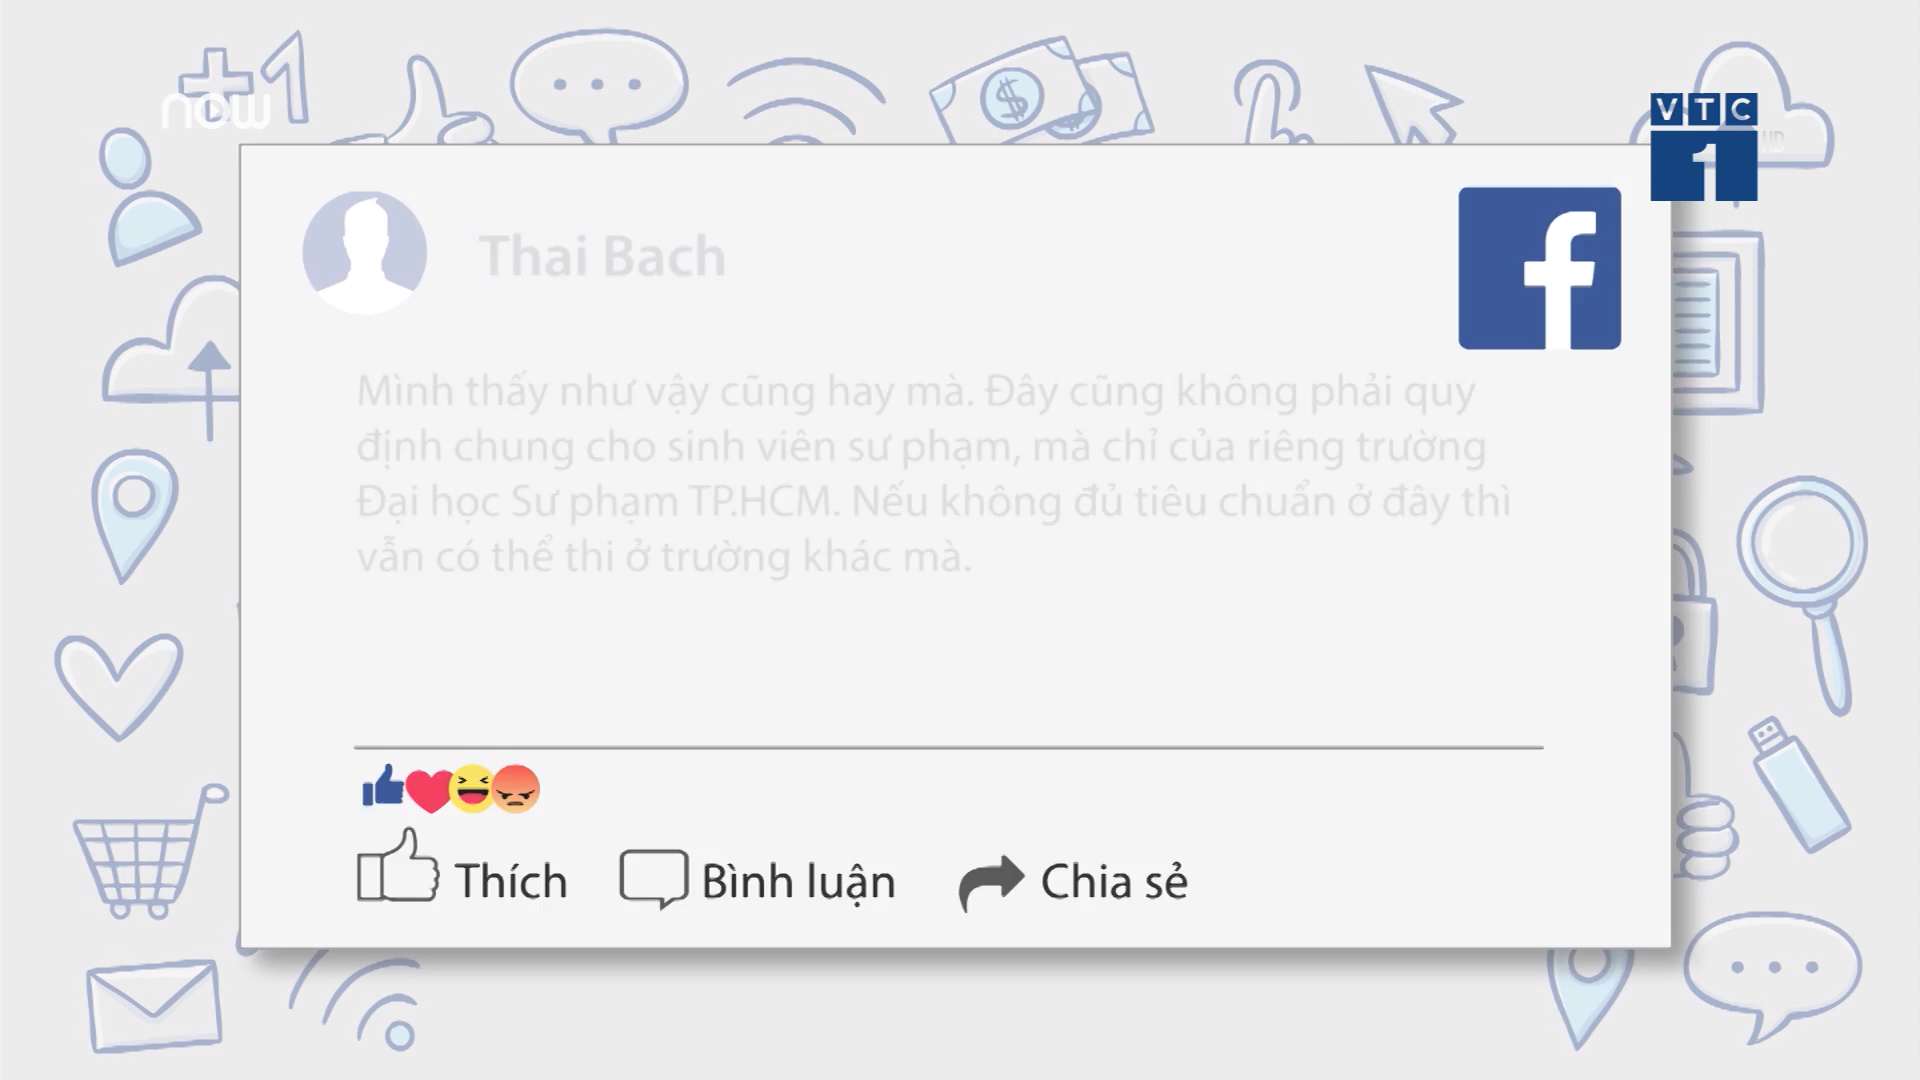 +1
now
VTC
1
HD
Thai Bach
Mình thấy như vậy cũng hay mà. Đây cũng không phải quy
định chung cho sinh viên sư phạm, mà chỉ của riêng trường
Đại học Sư phạm TP.HCM. Nếu không đủ tiêu chuẩn ở đây thì
vẫn có thể thi ở trường khác mà.
Thích Bình luận Chia sẻ